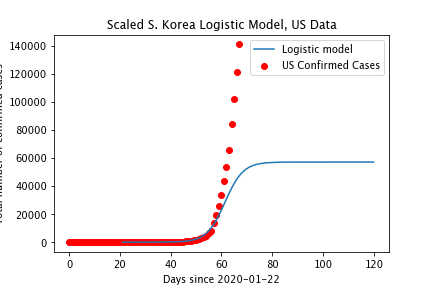 Scaled S. Korea Logistic Model, US Data
140000
120000
100000
80000
60000
40000
20000
0
Logistic model
US Confirmed Cases
0 20 40 60 80 100 120
Days since 2020-01-22
number of confirmed cases